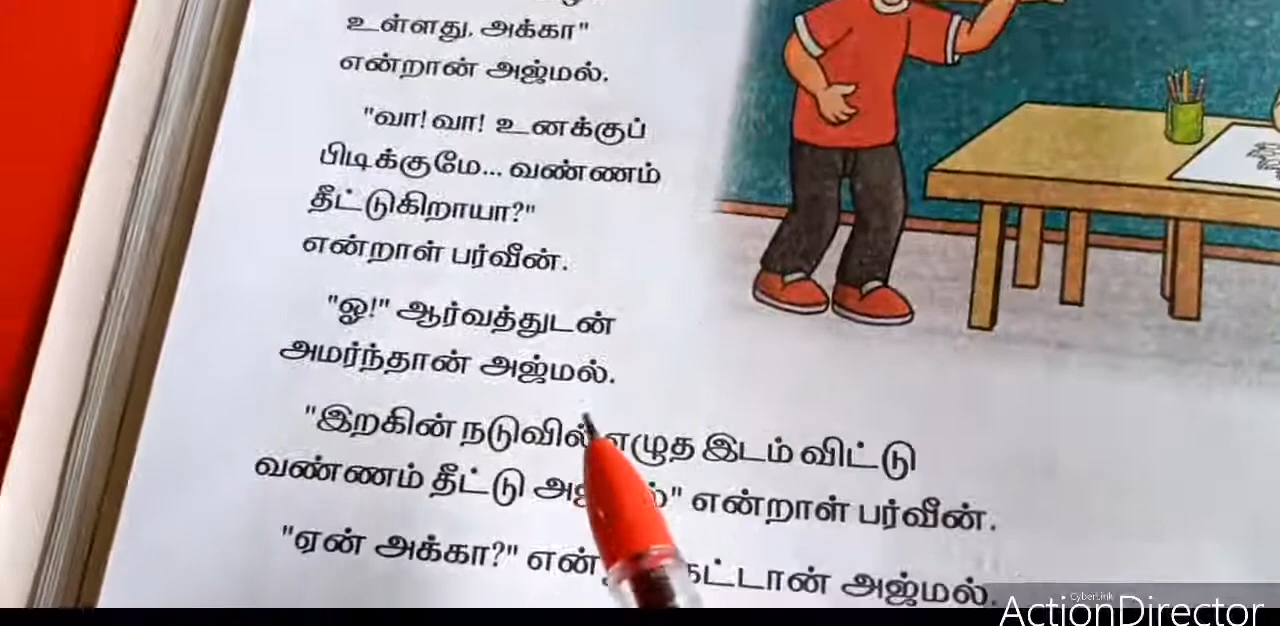 உள்ளது. அக்கா"
என்றான் அஜ்மல்.
"வா! வா! உனக்குப்
பிடிக்குமே... வண்ணம்
தீட்டுகிறாயா?"
என்றாள் பர்வீன்.
"ஓ!" ஆர்வத்துடன்
அமர்ந்தான் அஜ்மல்.
"இறகின் நடுவில் எழுத இடம் விட்டு
வண்ணம் தீட்டு" என்றாள் பர்வீன்.
"ஏன் அக்கா?" அஜ்மல்.
CyberLink
ActionDirector